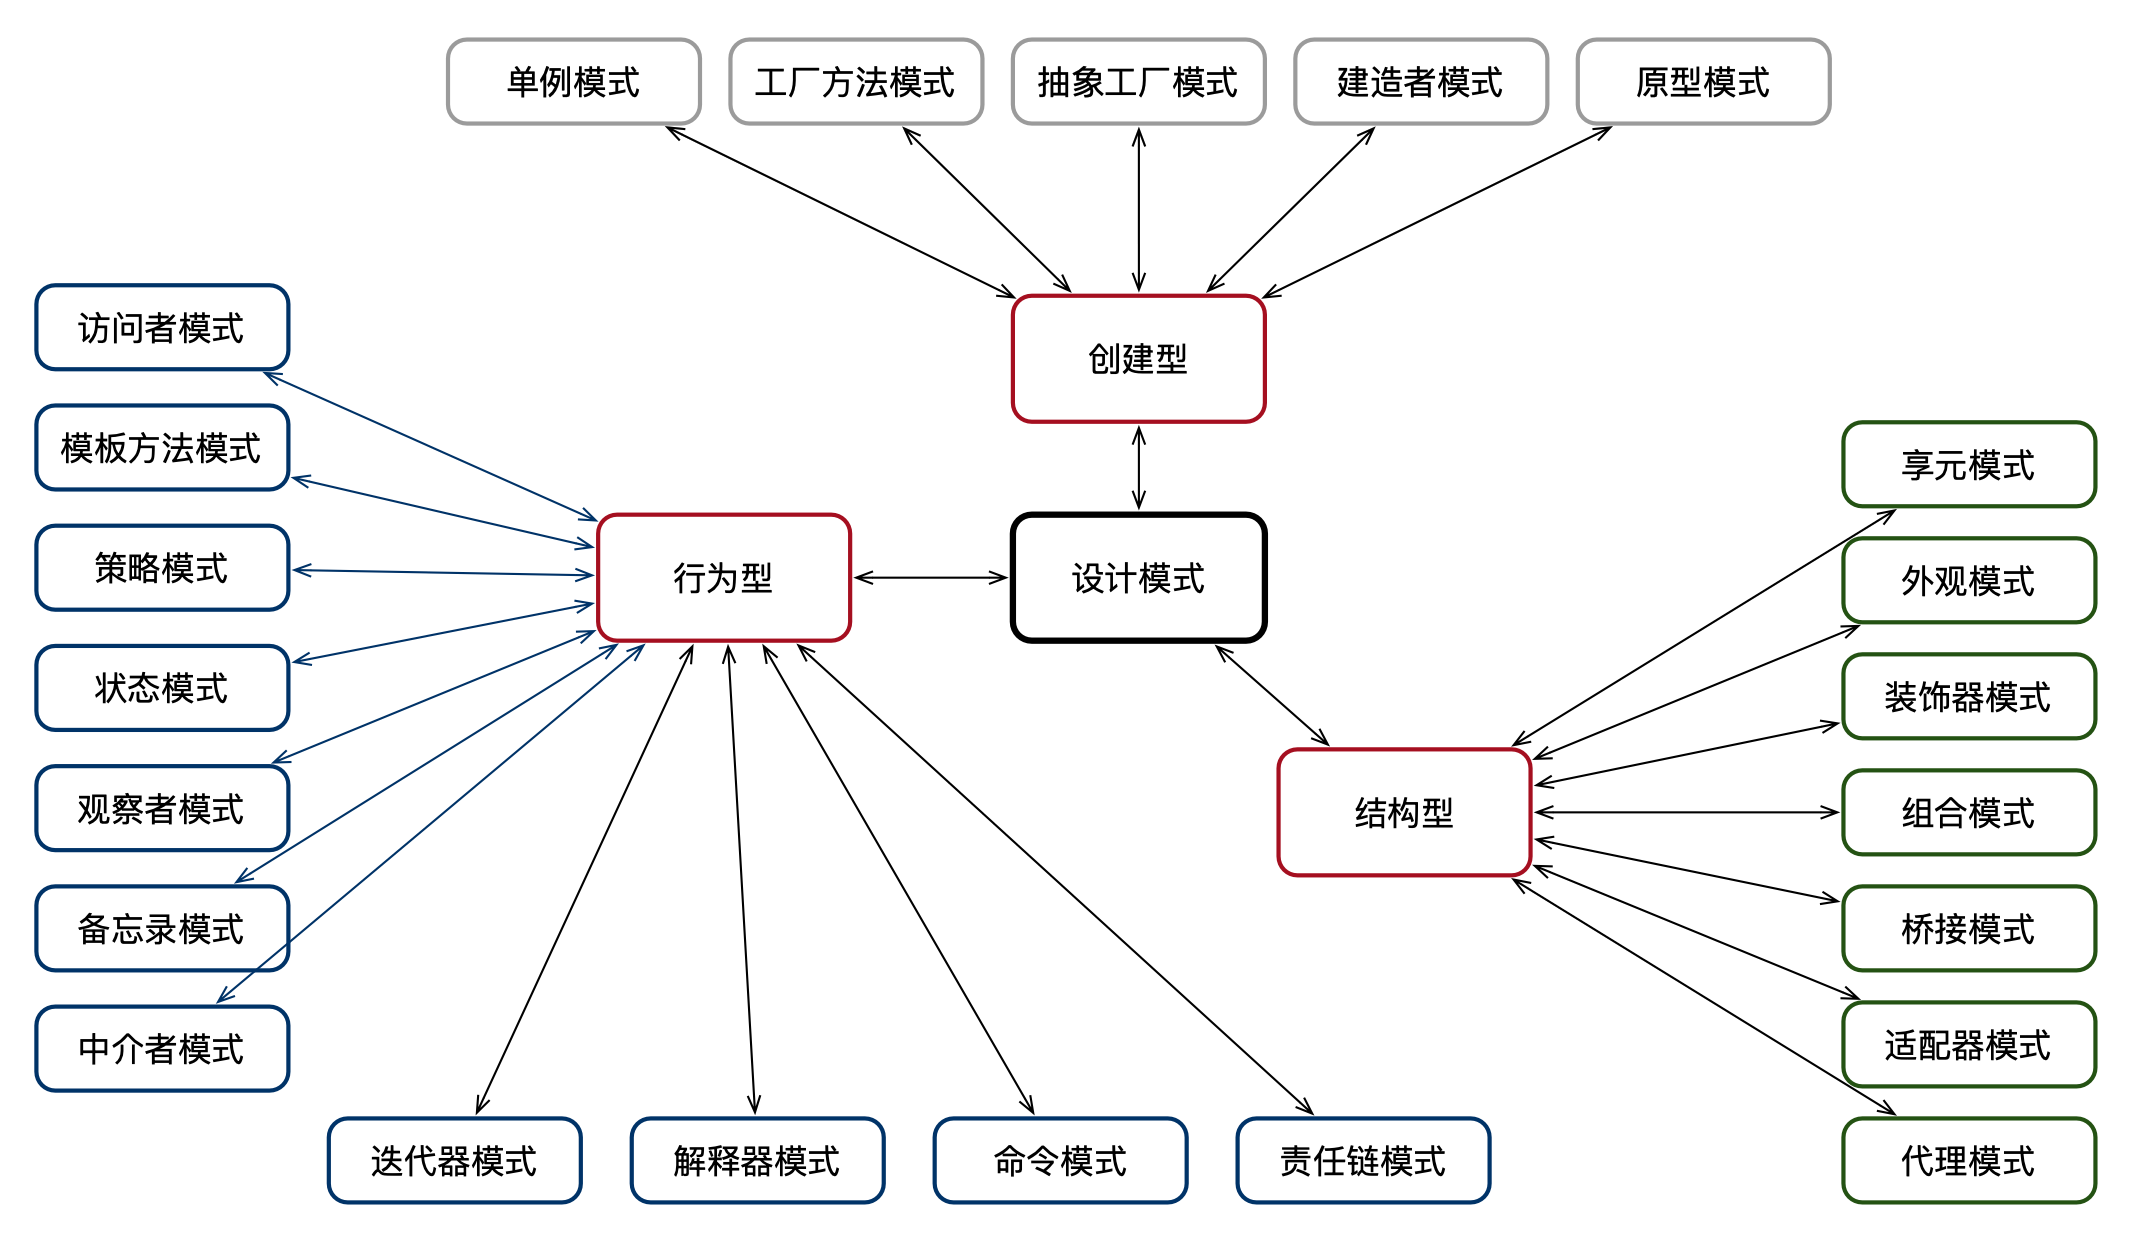 单例模式
工厂方法模式
抽象工厂模式
建造者模式
原型模式
创建型
访问者模式
模板方法模式
策略模式
状态模式
观察者模式
备忘录模式
中介者模式
行为型
设计模式
结构型
享元模式
外观模式
装饰器模式
组合模式
桥接模式
适配器模式
代理模式
迭代器模式
解释器模式
命令模式
责任链模式